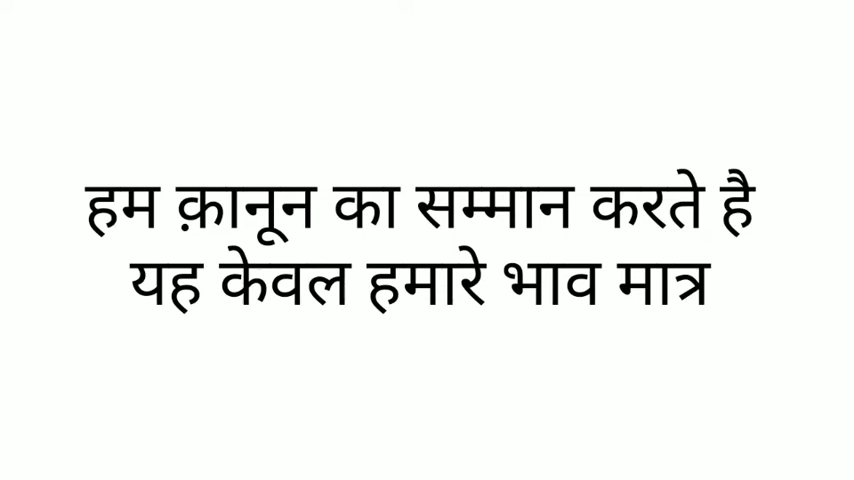 हम क़ानून का सम्मान करते है
यह केवल हमारे भाव मात्र